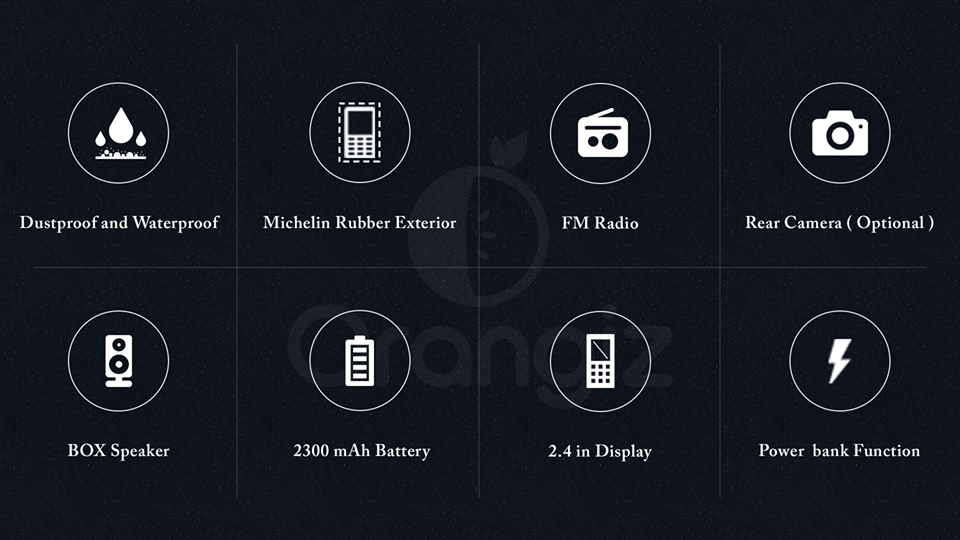 Dustproof and Waterproof
Michelin Rubber Exterior
FM Radio
Rear Camera ( Optional )
Orangiz
BOX Speaker
2300 mAh Battery
2.4 in Display
Power bank Function